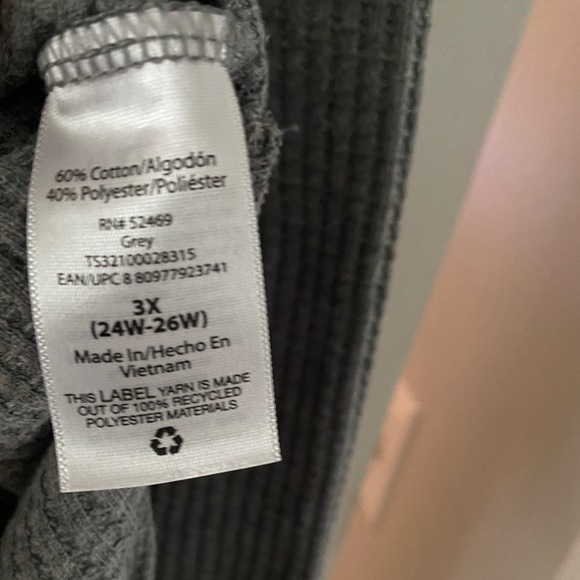 60% Cotton/Algodón
40% Polyester/Poliéster
RN# 52469
Grey
TS32100028315
EAN/UPC 8 80977923741
3X
(24W-26W)
Made In/Hecho En
Vietnam
THIS LABEL YARN IS MADE
OUT OF 100% RECYCLED
POLYESTER MATERIALS